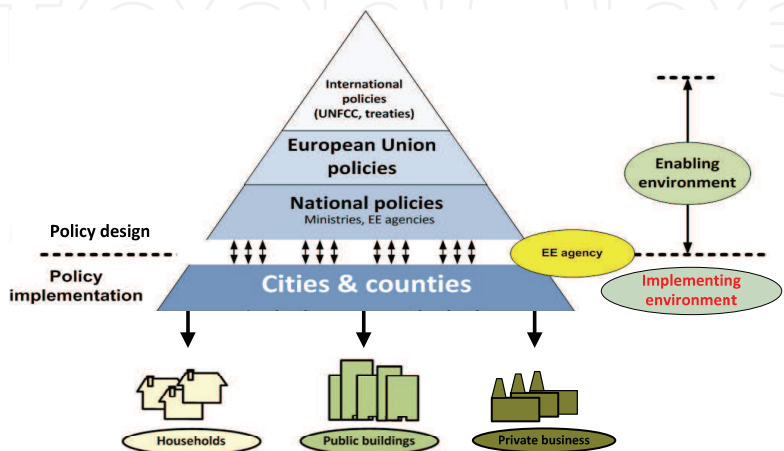 International
policies
(UNFCC, treaties)
European Union
policies
Enabling
environment
National policies
Ministries, EE agencies
Policy design
EE agency
Policy
implementation
Cities & counties
Implementing
environment
Households
Public buildings
Private business